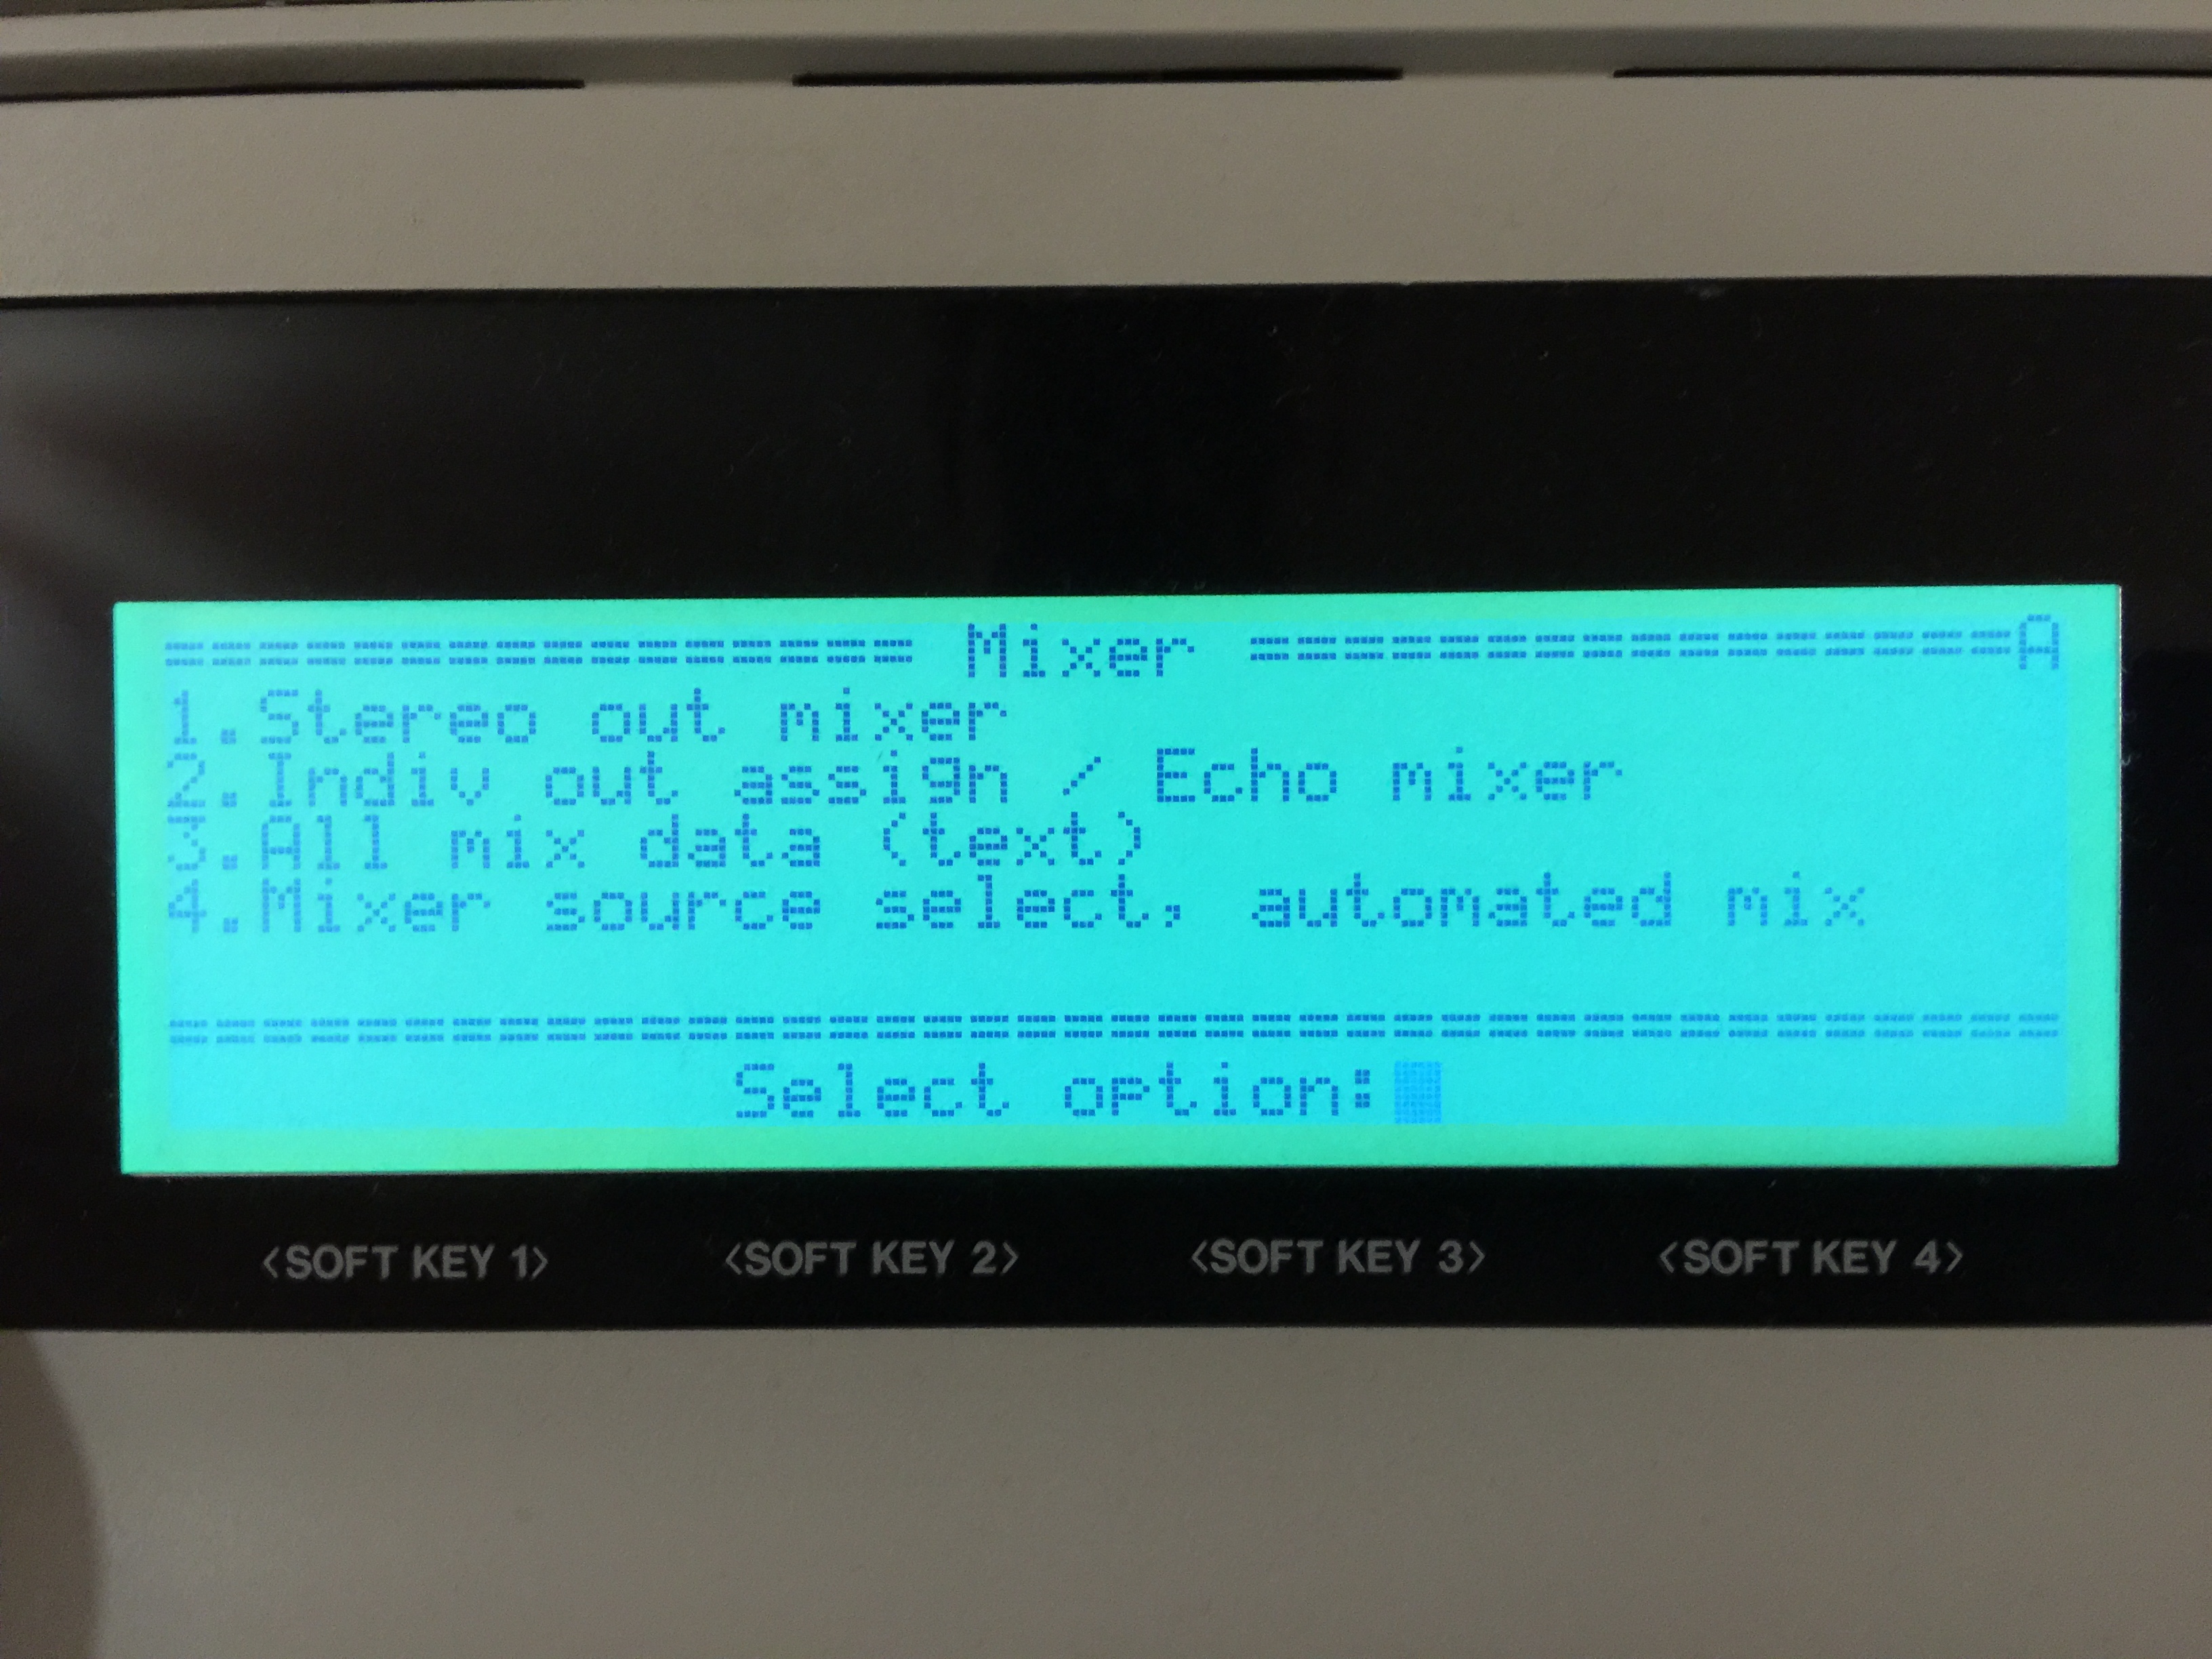 ================ Mixer ================A
1.Stereo out mixer
2.Indiv out assign / Echo mixer
3.All mix data (text)
4.Mixer source select, automated mix
========================================
Select option:
<SOFT KEY 1> <SOFT KEY 2> <SOFT KEY 3> <SOFT KEY 4>